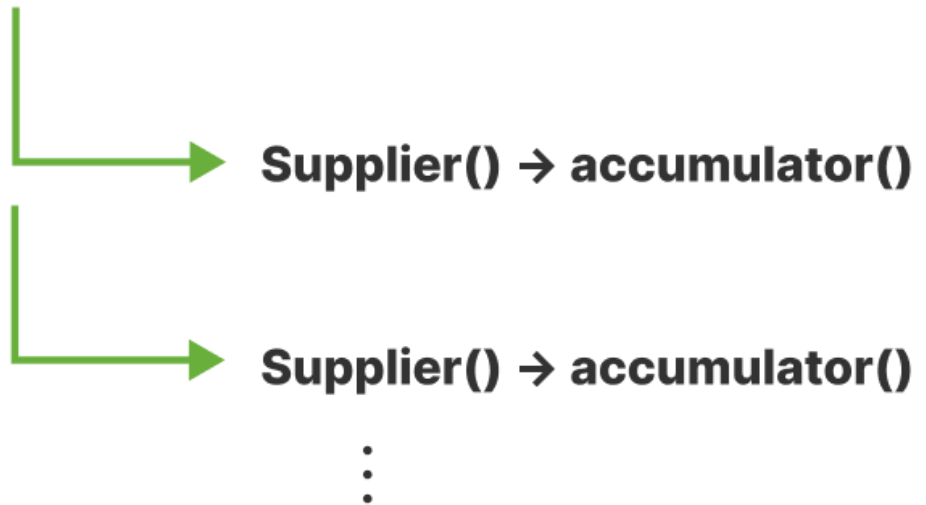 Supplier() → accumulator()
Supplier() → accumulator()
⋮